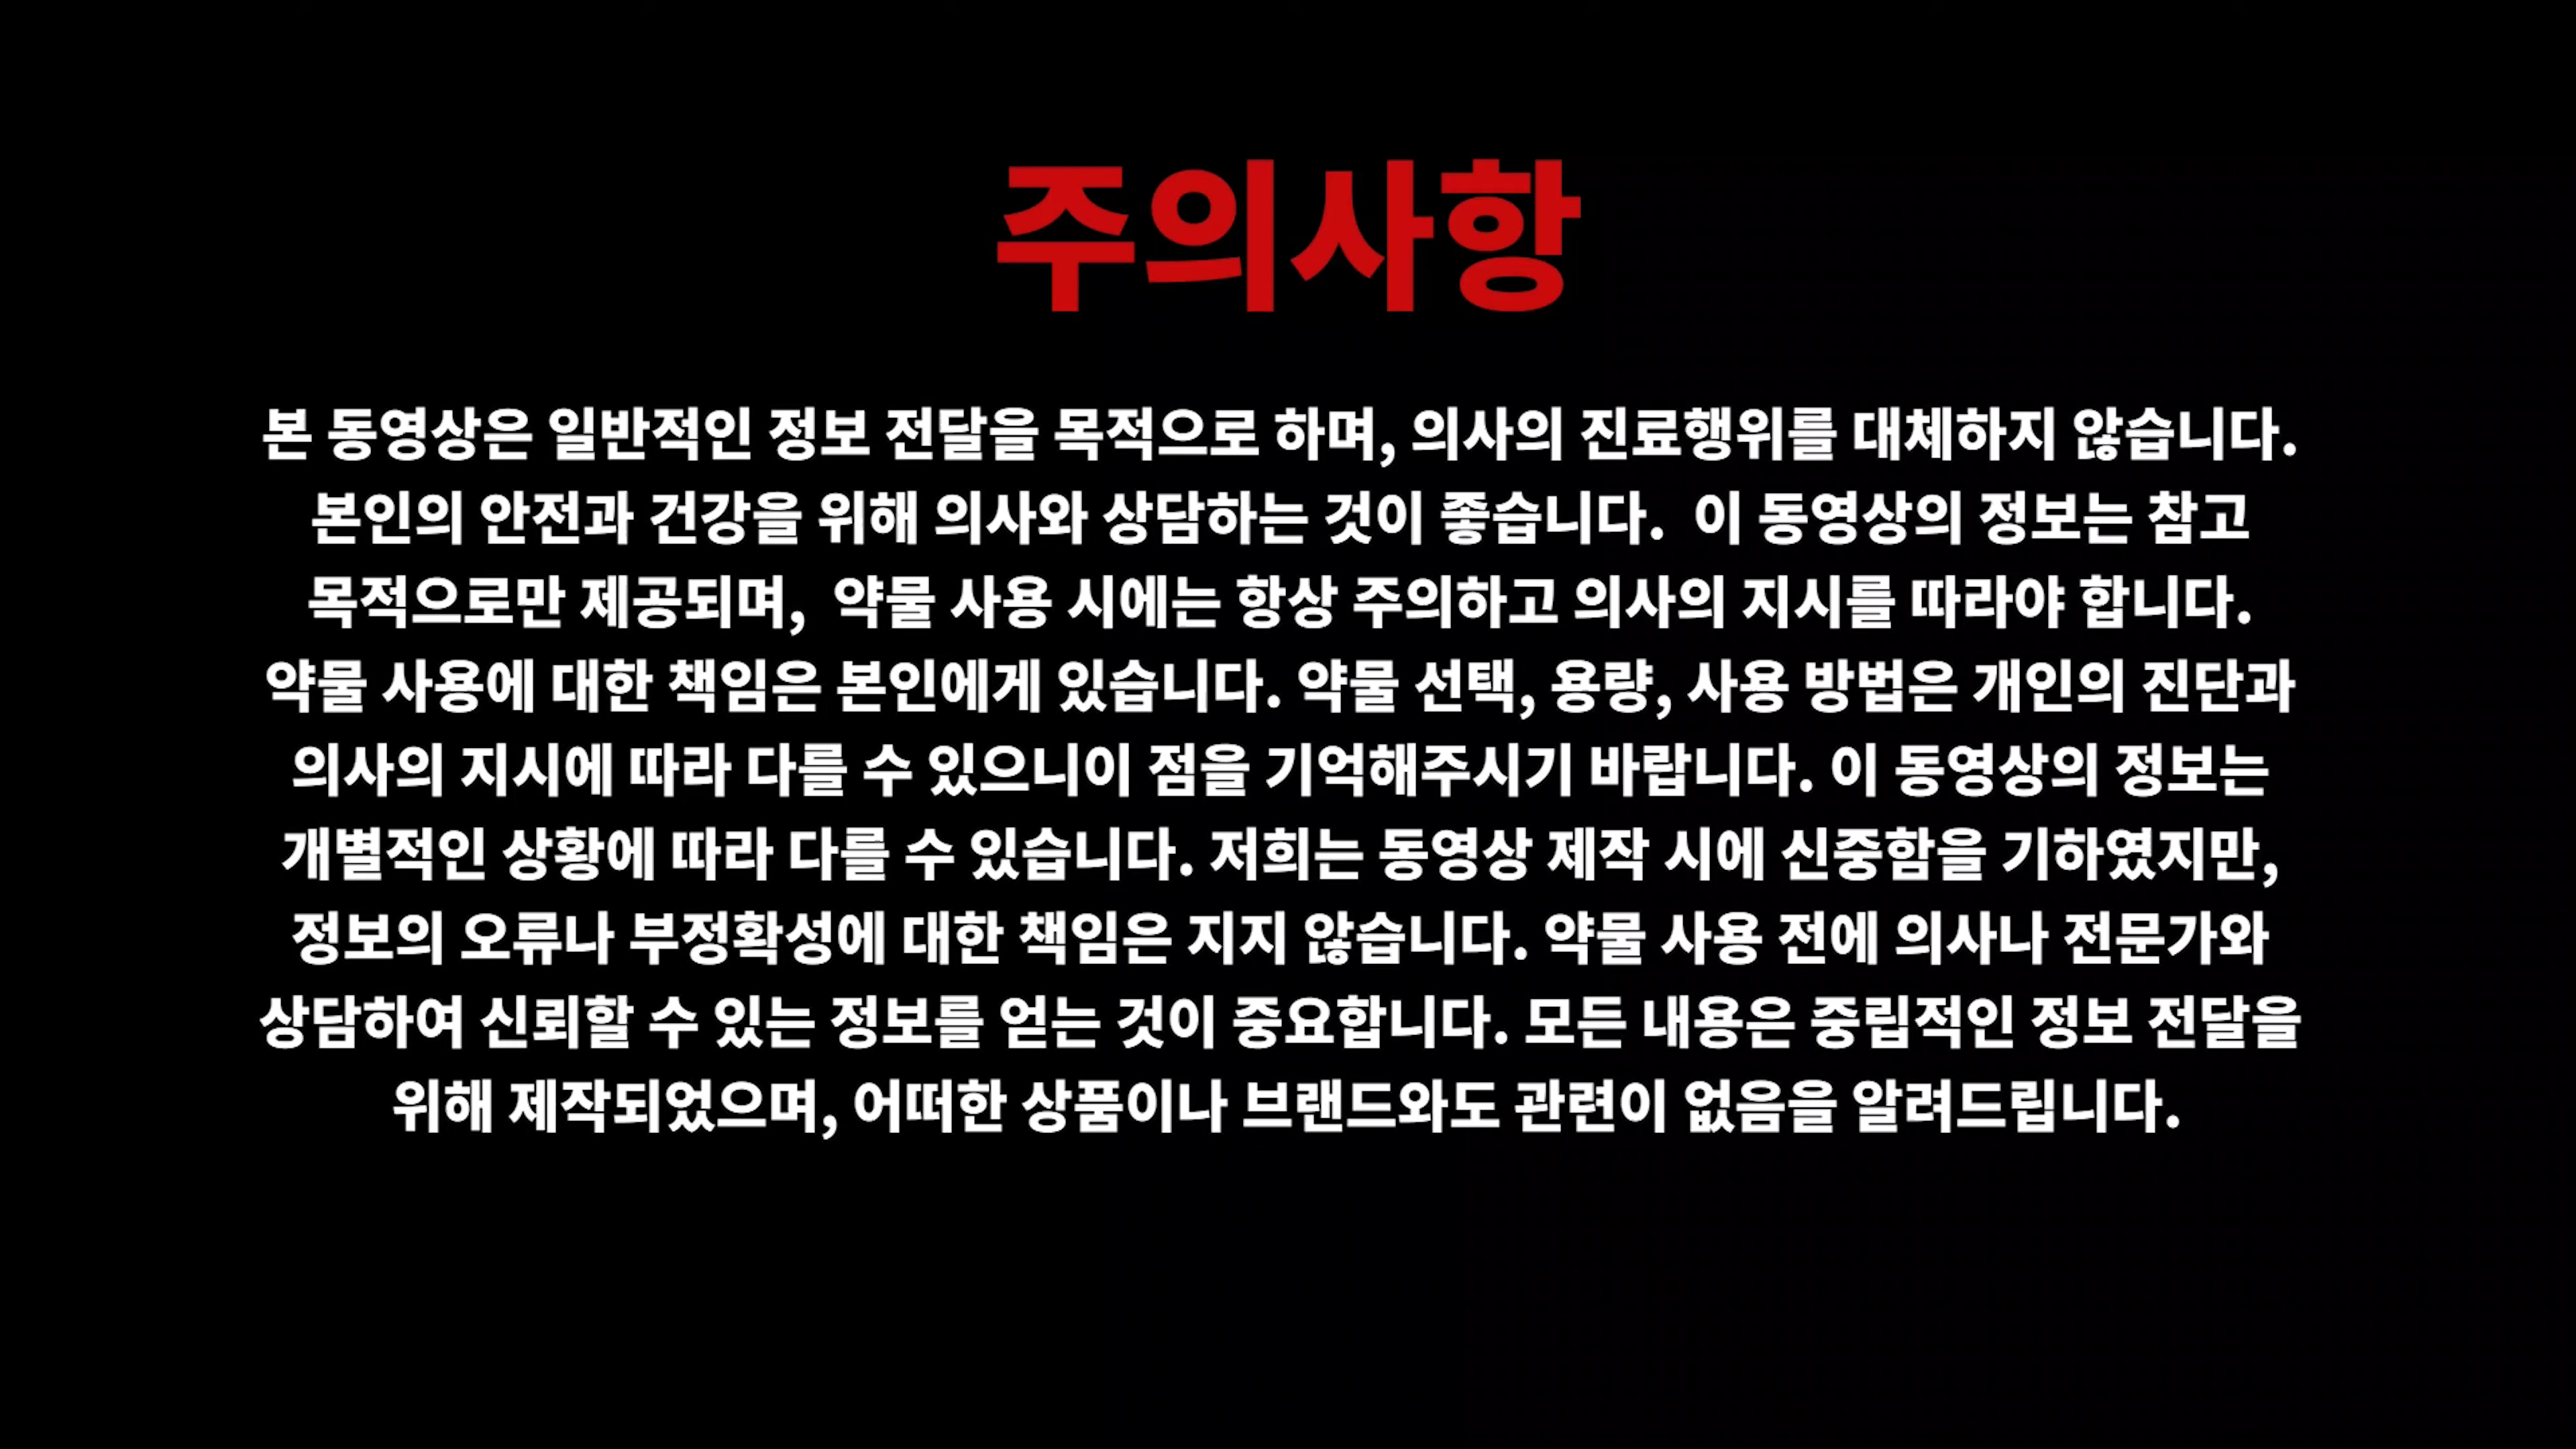 주의사항
본 동영상은 일반적인 정보 전달을 목적으로 하며, 의사의 진료행위를 대체하지 않습니다.
본인의 안전과 건강을 위해 의사와 상담하는 것이 좋습니다. 이 동영상의 정보는 참고
목적으로만 제공되며, 약물 사용 시에는 항상 주의하고 의사의 지시를 따라야 합니다.
약물 사용에 대한 책임은 본인에게 있습니다. 약물 선택, 용량, 사용 방법은 개인의 진단과
의사의 지시에 따라 다를 수 있으니이 점을 기억해주시기 바랍니다. 이 동영상의 정보는
개별적인 상황에 따라 다를 수 있습니다. 저희는 동영상 제작 시에 신중함을 기하였지만,
정보의 오류나 부정확성에 대한 책임은 지지 않습니다. 약물 사용 전에 의사나 전문가와
상담하여 신뢰할 수 있는 정보를 얻는 것이 중요합니다. 모든 내용은 중립적인 정보 전달을
위해 제작되었으며, 어떠한 상품이나 브랜드와도 관련이 없음을 알려드립니다.